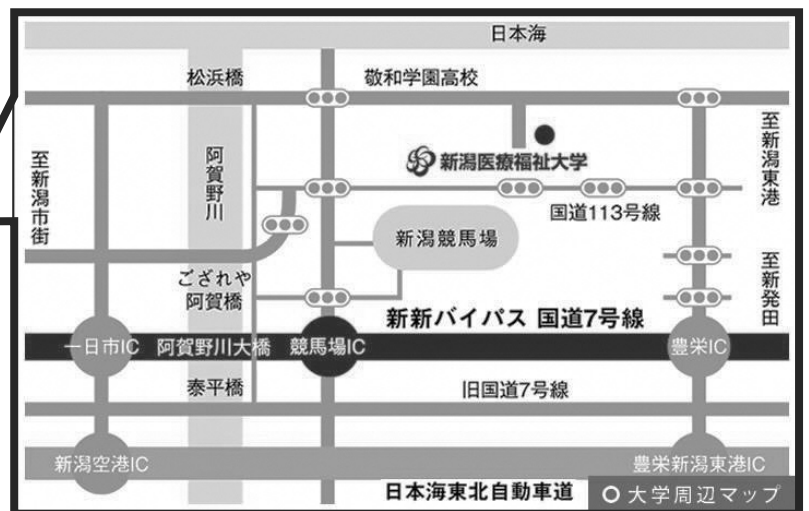 日本海
松浜橋
敬和学園高校
至新潟市街
阿賀野川
新潟医療福祉大学
至新潟東港
国道113号線
新潟競馬場
ござれや
阿賀橋
至新発田
新新バイパス 国道7号線
一日市IC
阿賀野川大橋
競馬場IC
豊栄IC
泰平橋
旧国道7号線
新潟空港IC
豊栄新潟東港IC
日本海東北自動車道
大学周辺マップ